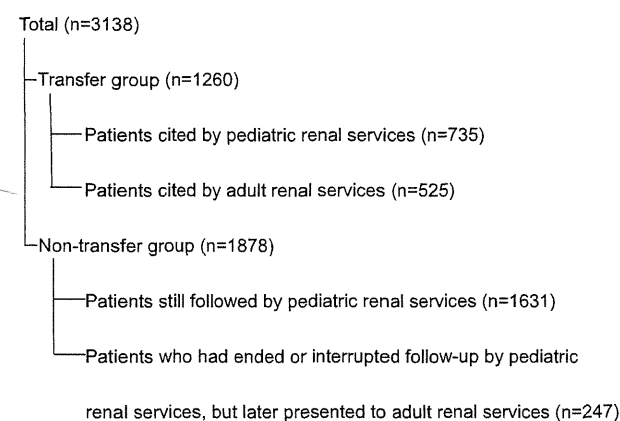 Total (n=3138)
Transfer group (n=1260)
Patients cited by pediatric renal services (n=735)
Patients cited by adult renal services (n=525)
Non-transfer group (n=1878)
Patients still followed by pediatric renal services (n=1631)
Patients who had ended or interrupted follow-up by pediatric
renal services, but later presented to adult renal services (n=247)